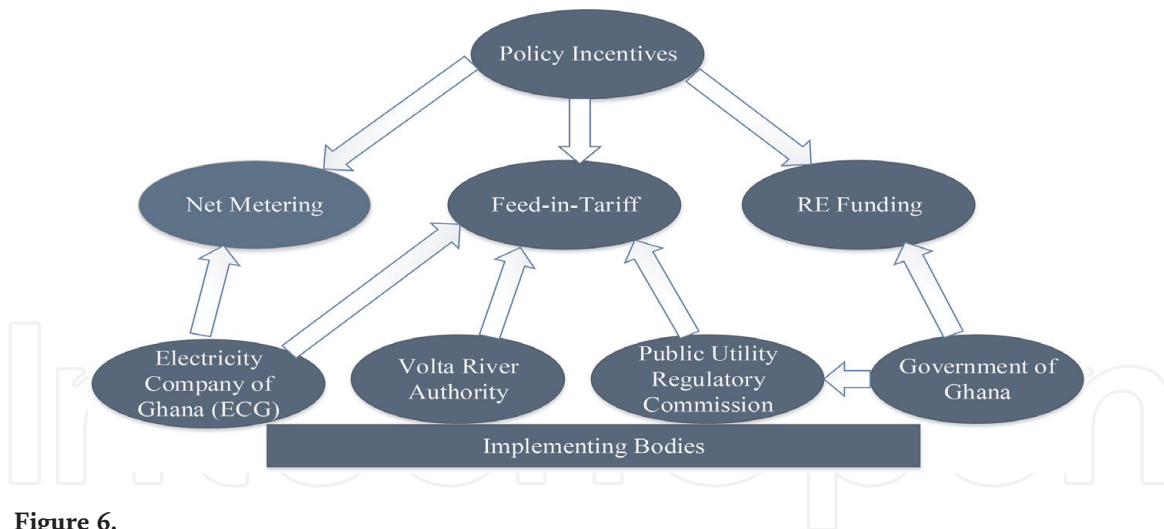 Policy Incentives
Net Metering
Feed-in-Tariff
RE Funding
Electricity
Company of
Ghana (ECG)
Volta River
Authority
Public Utility
Regulatory
Commission
Government of
Ghana
Implementing Bodies
Figure 6.